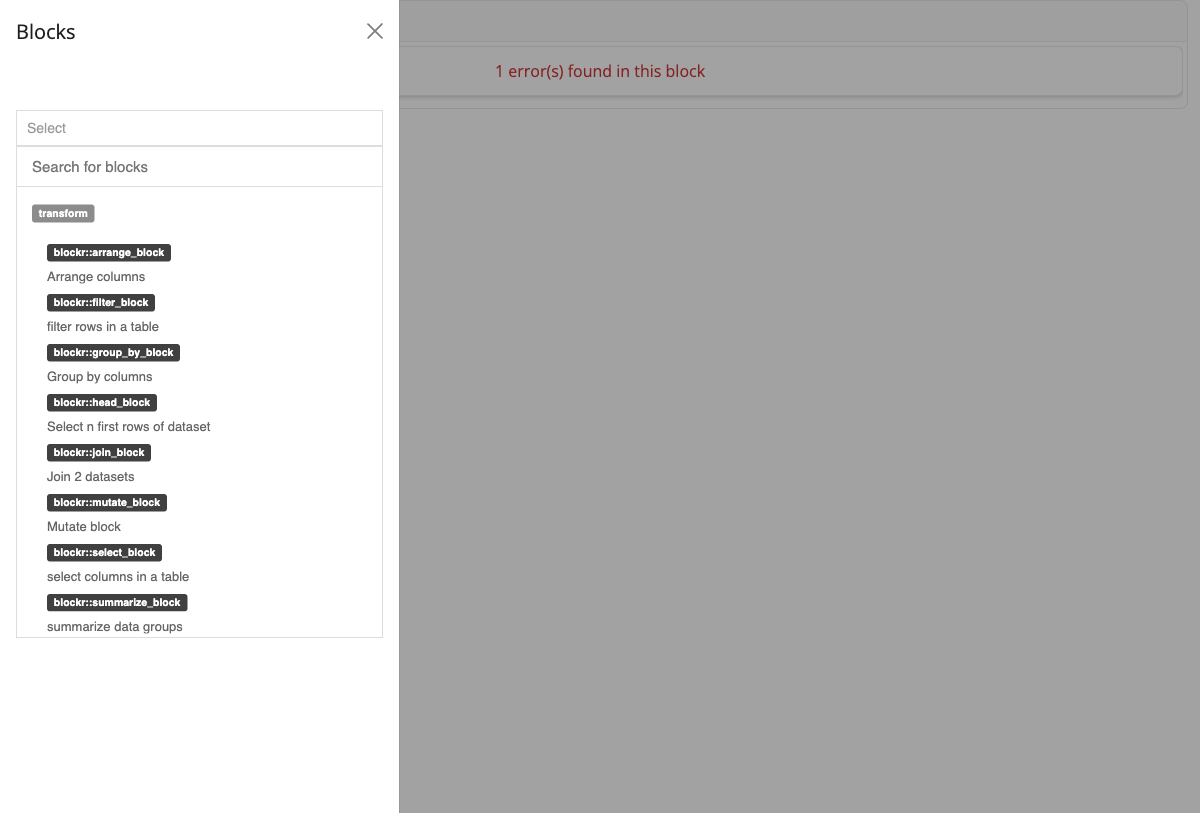 Blocks
1 error(s) found in this block
Select
Search for blocks
transform
blockr::arrange_block
Arrange columns
blockr::filter_block
filter rows in a table
blockr::group_by_block
Group by columns
blockr::head_block
Select n first rows of dataset
blockr::join_block
Join 2 datasets
blockr::mutate_block
Mutate block
blockr::select_block
select columns in a table
blockr::summarize_block
summarize data groups